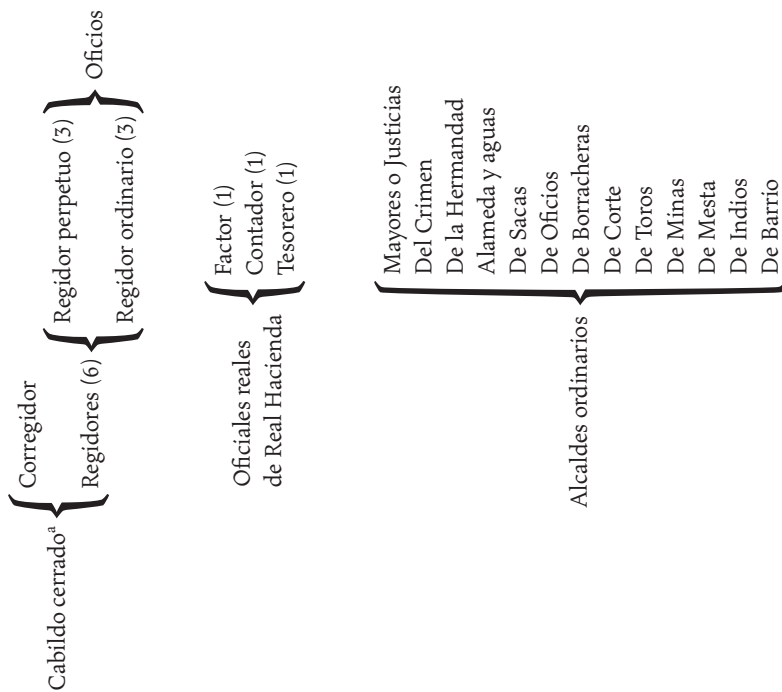 Cabildo cerradoª
Corregidor
Regidores (6)
Regidor perpetuo (3)
Regidor ordinario (3)
Oficios
Oficiales reales
de Real Hacienda
Factor (1)
Contador (1)
Tesorero (1)
Alcaldes ordinarios
Mayores o Justicias
Del Crimen
De la Hermandad
Alameda y aguas
De Sacas
De Oficios
De Borracheras
De Corte
De Toros
De Minas
De Mesta
De Indios
De Barrio